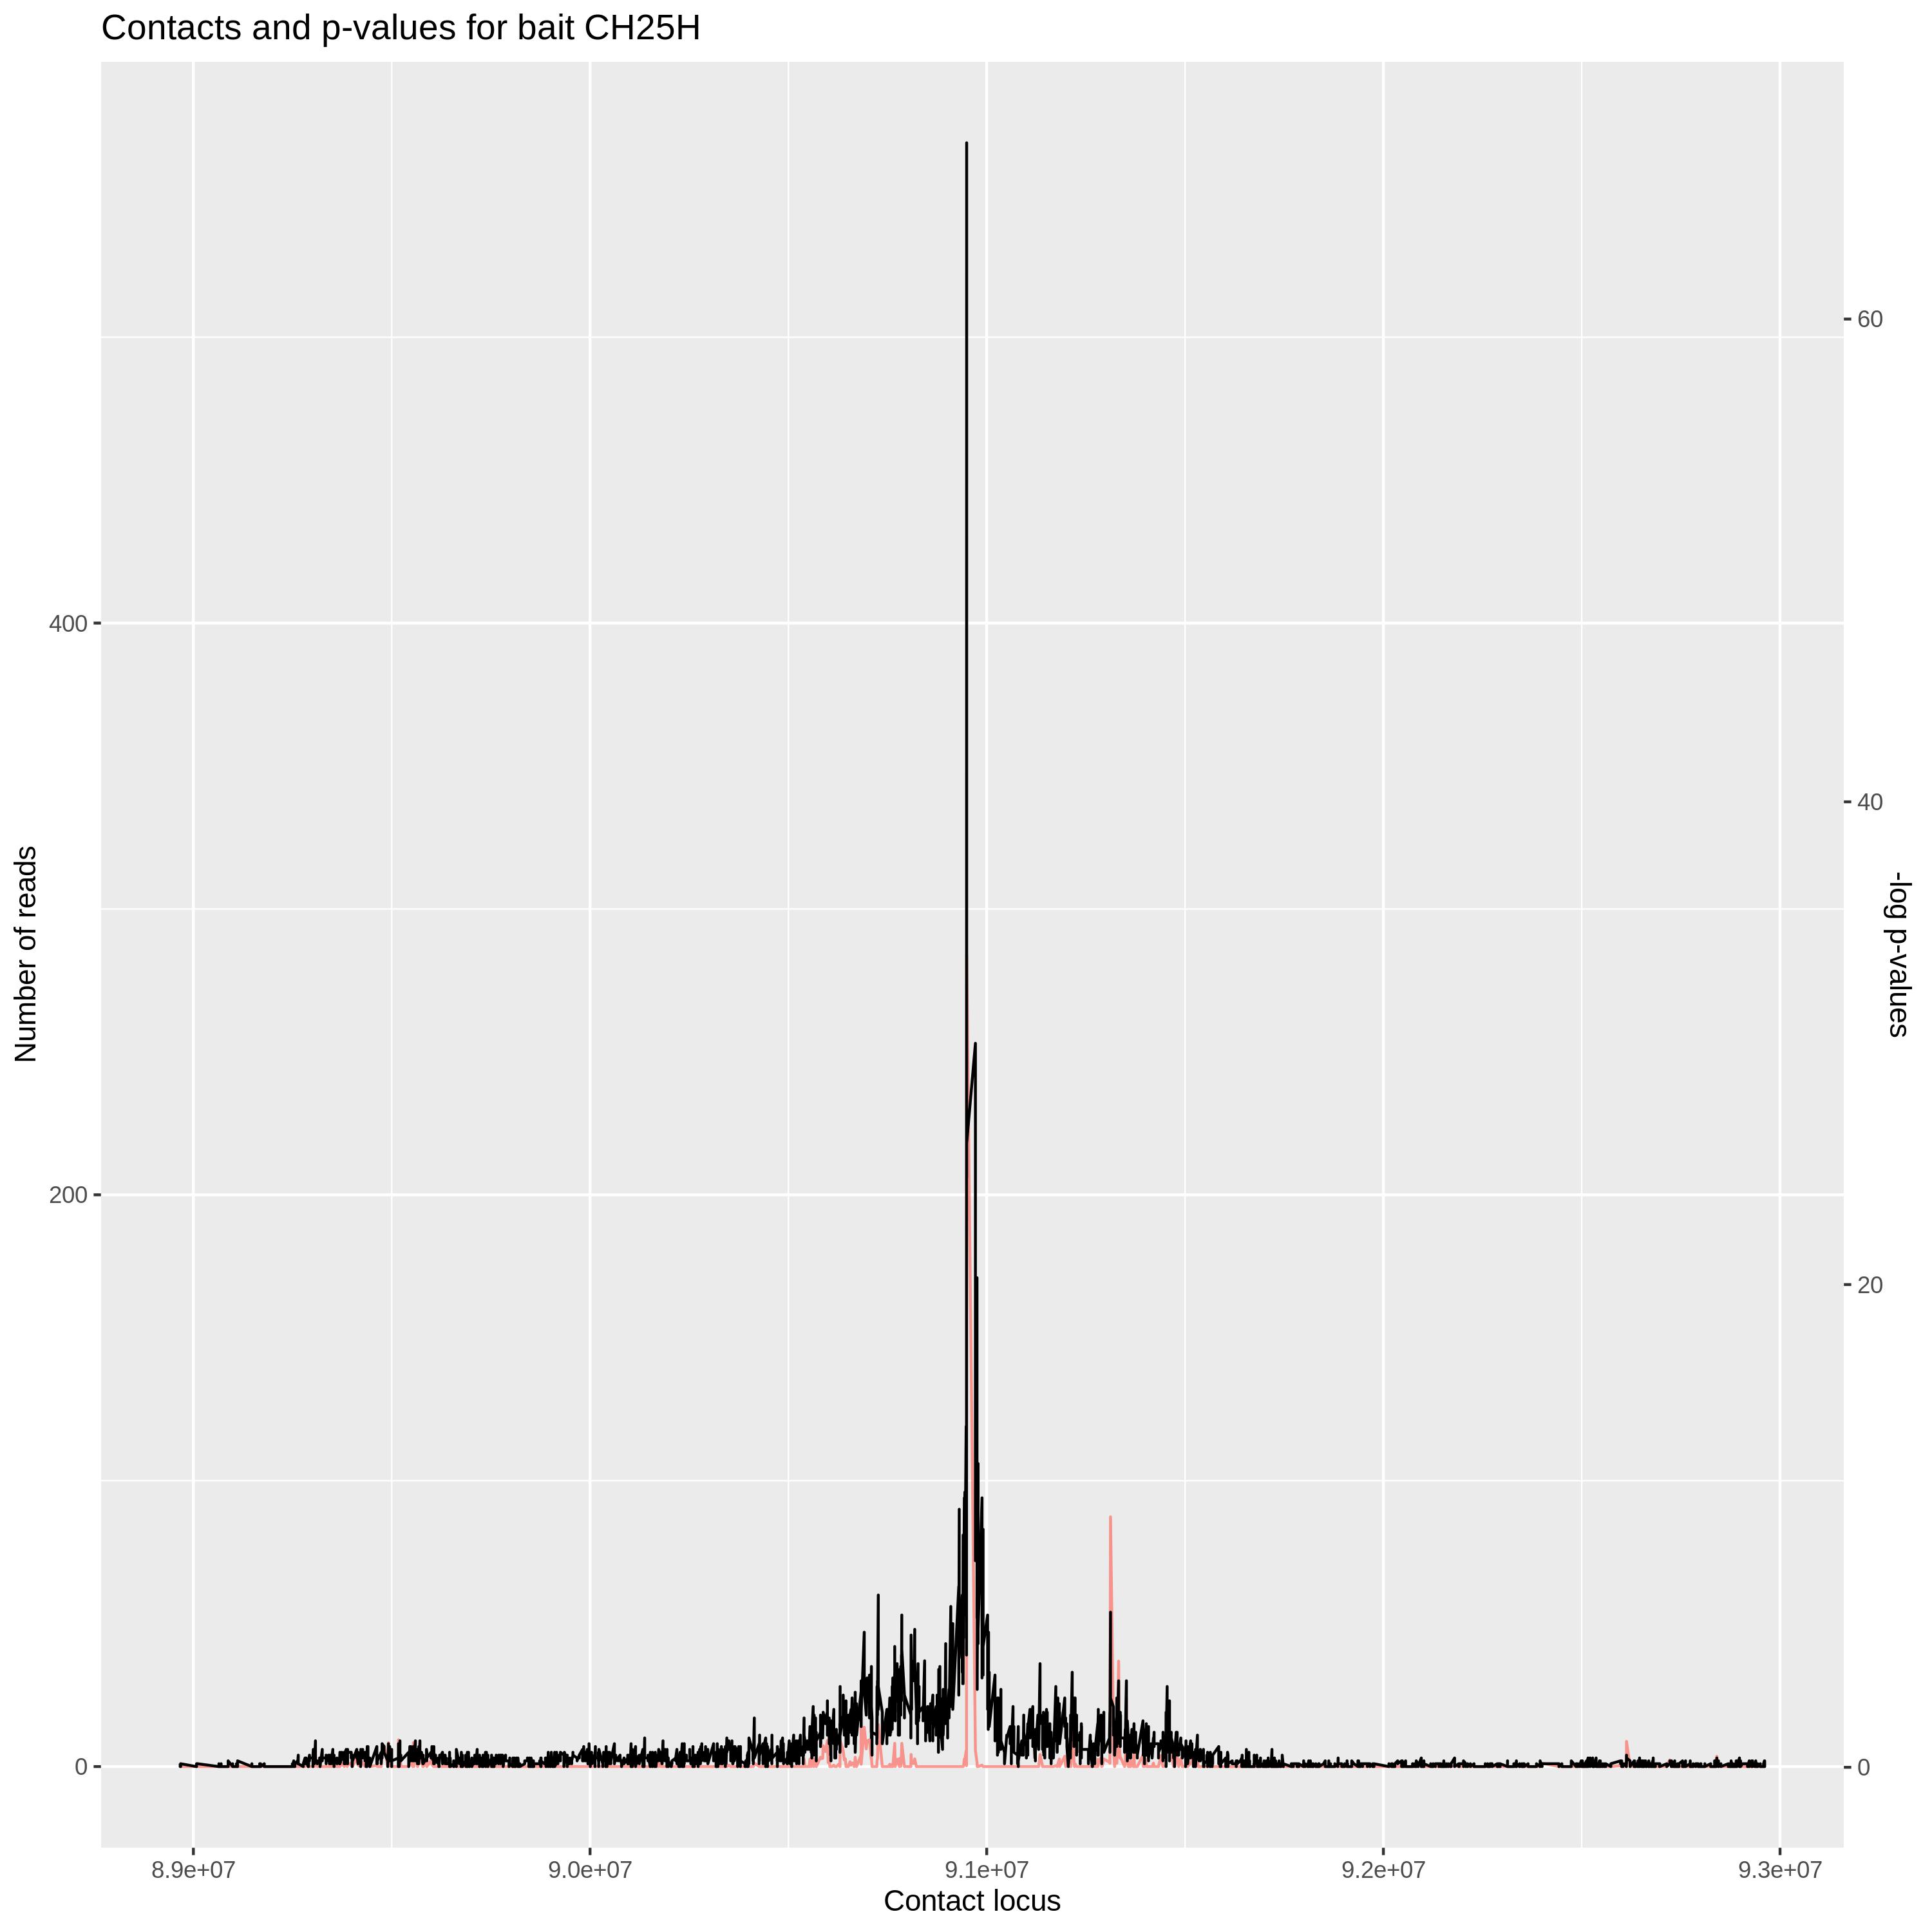 Contacts and p-values for bait CH25H
Number of reads
400
200
0
60
40
20
0
-log p-values
8.9e+07 9.0e+07 9.1e+07 9.2e+07 9.3e+07
Contact locus